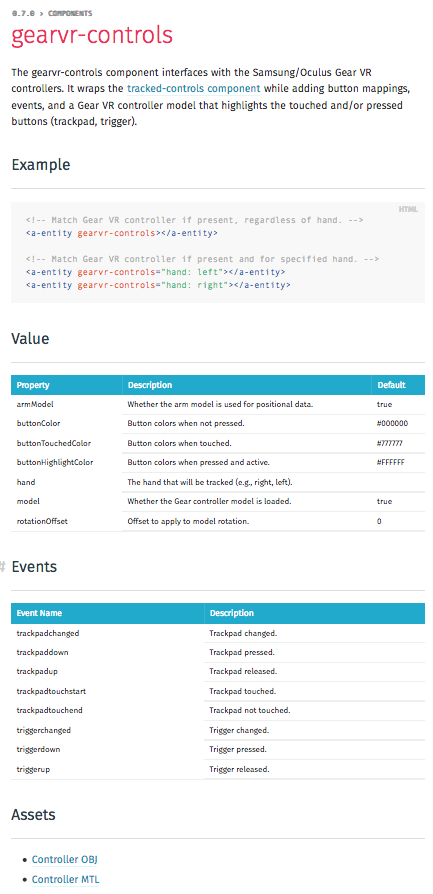 0.7.0 > COMPONENTS
gearvr-controls
The gearvr-controls component interfaces with the Samsung/Oculus Gear VR
controllers. It wraps the tracked-controls component while adding button mappings,
events, and a Gear VR controller model that highlights the touched and/or pressed
buttons (trackpad, trigger).
Example
HTML
<!-- Match Gear VR controller if present, regardless of hand. -->
<a-entity gearvr-controls></a-entity>
<!-- Match Gear VR controller if present and for specified hand. -->
<a-entity gearvr-controls="hand: left"></a-entity>
<a-entity gearvr-controls="hand: right"></a-entity>
Value
Property Description Default
armModel Whether the arm model is used for positional data. true
buttonColor Button colors when not pressed. #000000
buttonTouchedColor Button colors when touched. #777777
buttonHighlightColor Button colors when pressed and active. #FFFFFF
hand The hand that will be tracked (e.g., right, left).
model Whether the Gear controller model is loaded. true
rotationOffset Offset to apply to model rotation. 0
# Events
Event Name Description
trackpadchanged Trackpad changed.
trackpaddown Trackpad pressed.
trackpadup Trackpad released.
trackpadtouchstart Trackpad touched.
trackpadtouchend Trackpad not touched.
triggerchanged Trigger changed.
triggerdown Trigger pressed.
triggerup Trigger released.
Assets
• Controller OBJ
• Controller MTL